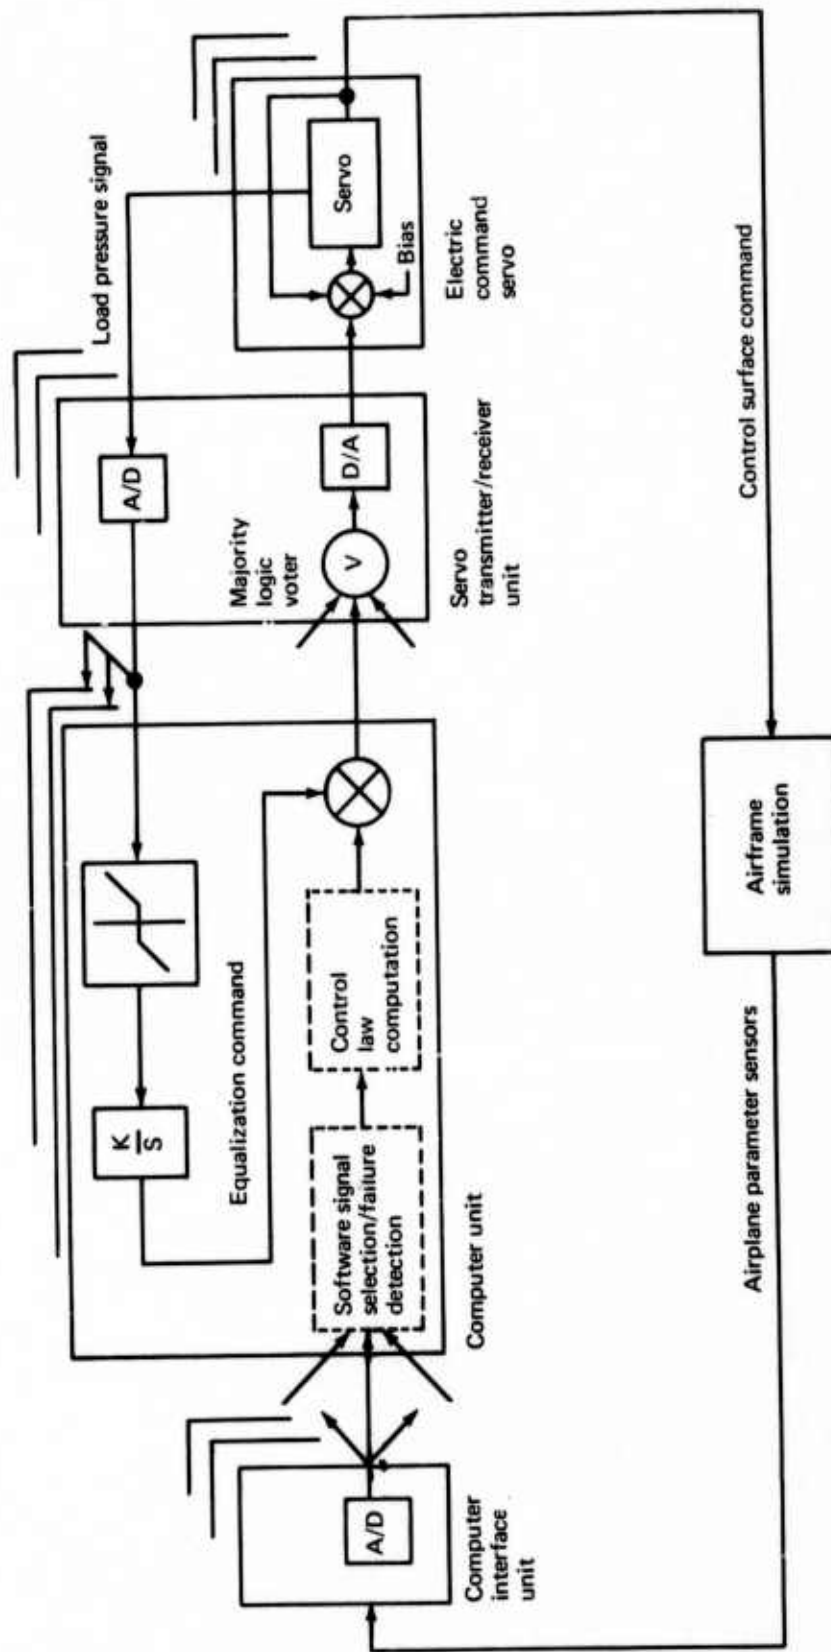 Load pressure signal
A/D
K
S
Equalization command
Servo
Bias
Electric
command
servo
Majority
logic
voter
V
D/A
Servo
transmitter/receiver
unit
Control
law
computation
Software signal
selection/failure
detection
Computer unit
A/D
Computer
interface
unit
Control surface command
Airframe
simulation
Airplane parameter sensors